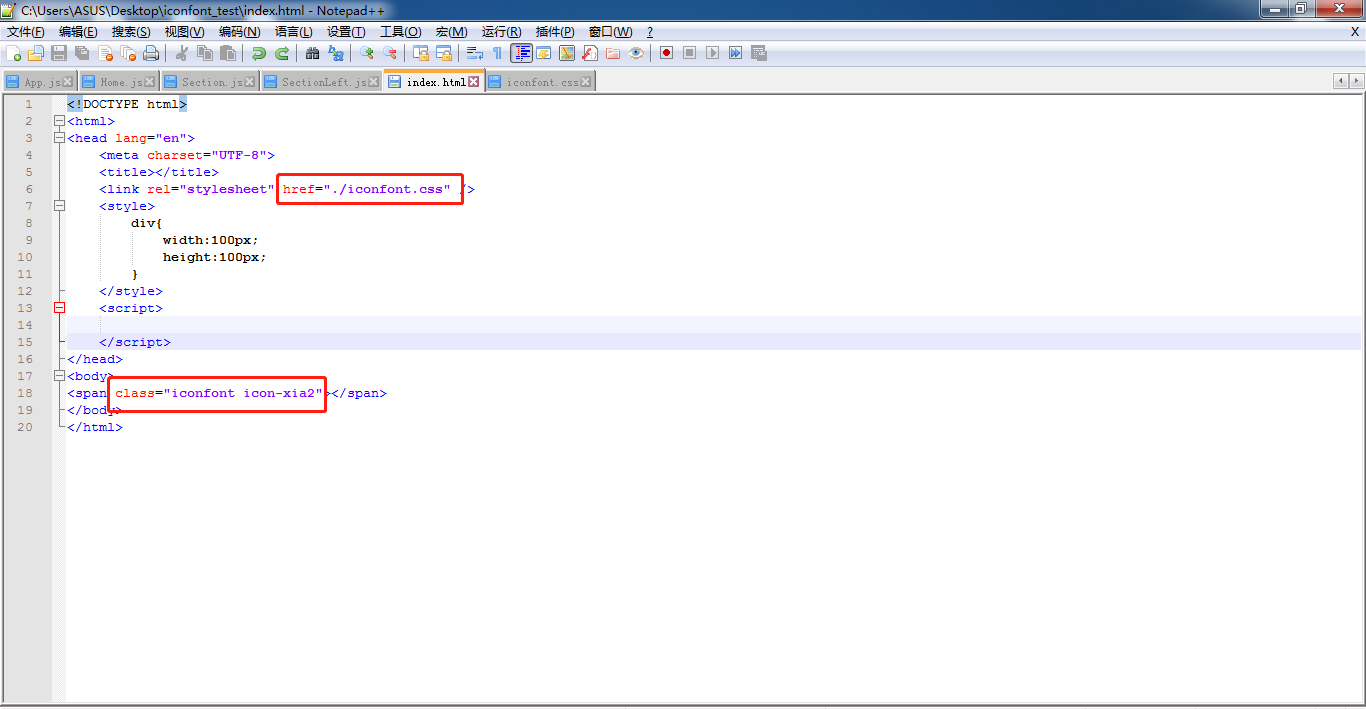 C:\Users\ASUS\Desktop\iconfont_test\index.html - Notepad++
文件(F) 编辑(E) 搜索(S) 视图(V) 编码(N) 语言(L) 设置(T) 工具(O) 宏(M) 运行(R) 插件(P) 窗口(W) ? X
App.js Home.js Section.js SectionLeft.js index.html iconfont.css
1 <!DOCTYPE html>
2 <html>
3 <head lang="en">
4 <meta charset="UTF-8">
5 <title></title>
6 <link rel="stylesheet" href="./iconfont.css" />
7 <style>
8 div{
9 width:100px;
10 height:100px;
11 }
12 </style>
13 <script>
14
15 </script>
16 </head>
17 <body>
18 <span class="iconfont icon-xia2"></span>
19 </body>
20 </html>